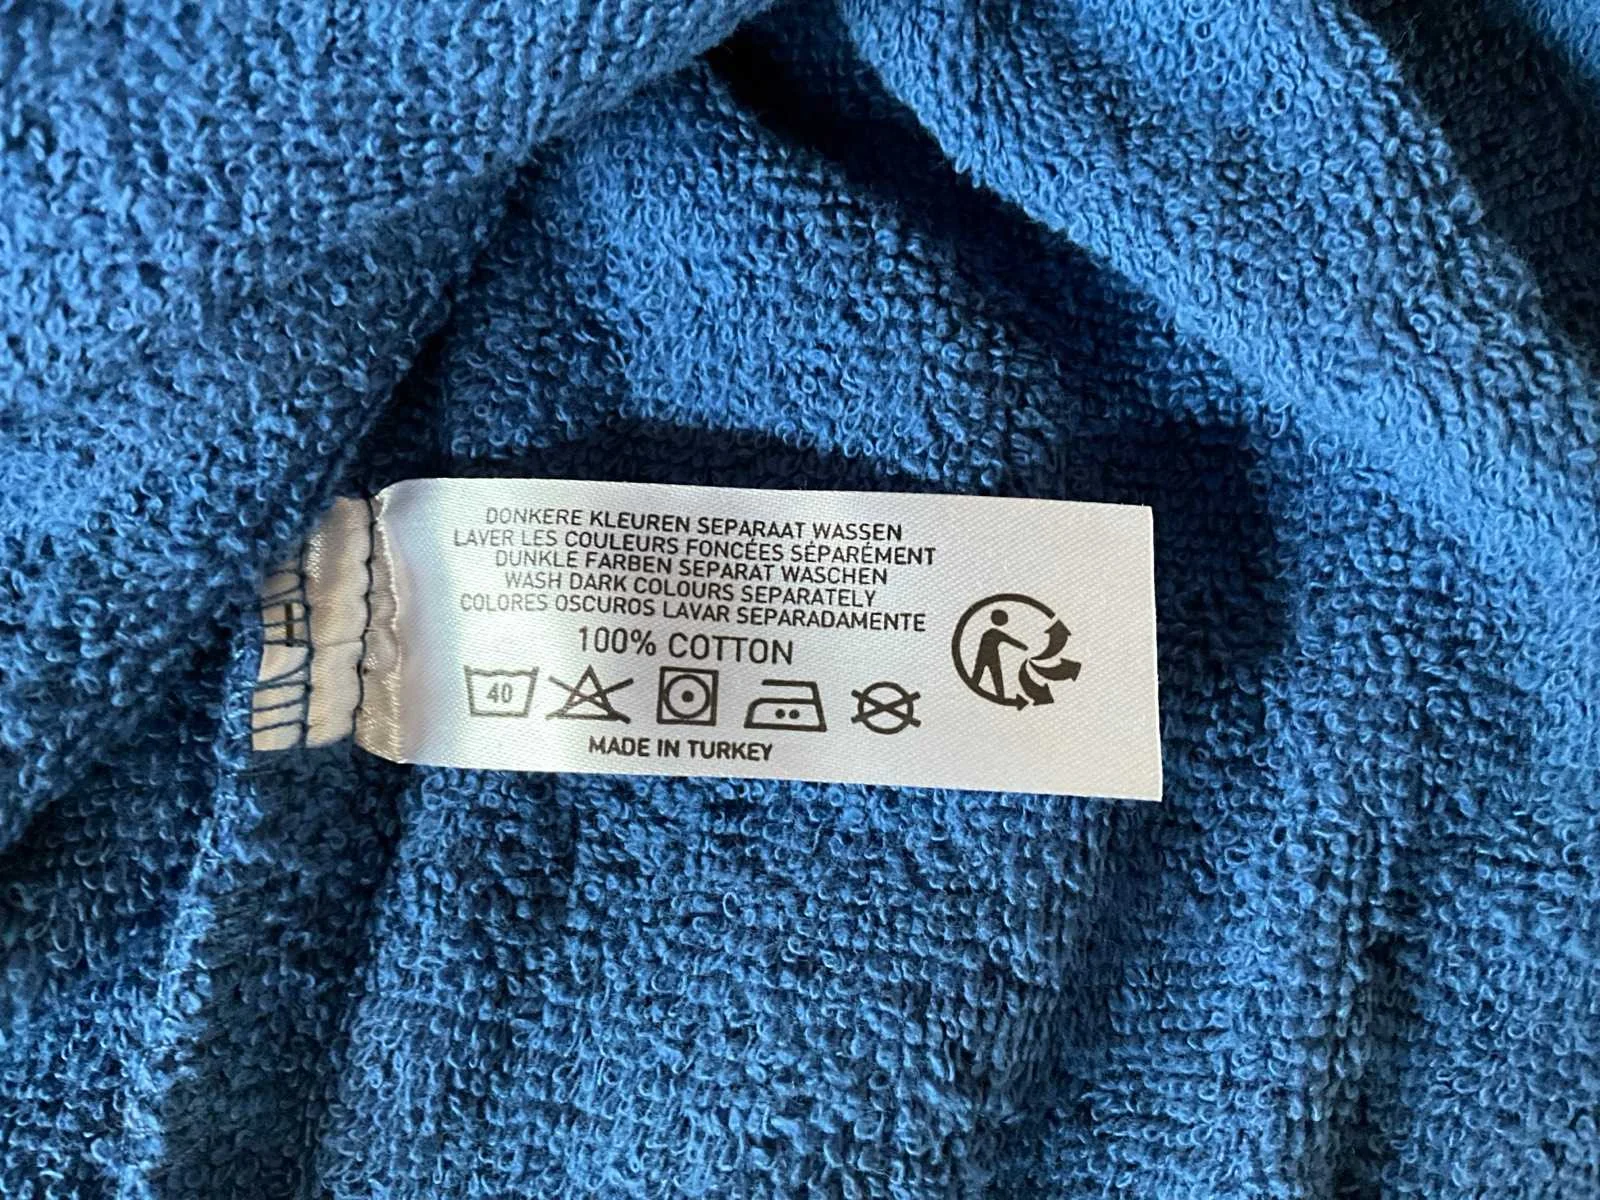 DONKERE KLEUREN SEPARAAT WASSEN
LAVER LES COULEURS FONCÉES SÉPARÉMENT
DUNKLE FARBEN SEPARAT WASCHEN
WASH DARK COLOURS SEPARATELY
COLORES OSCUROS LAVAR SEPARADAMENTE
100% COTTON
40
MADE IN TURKEY